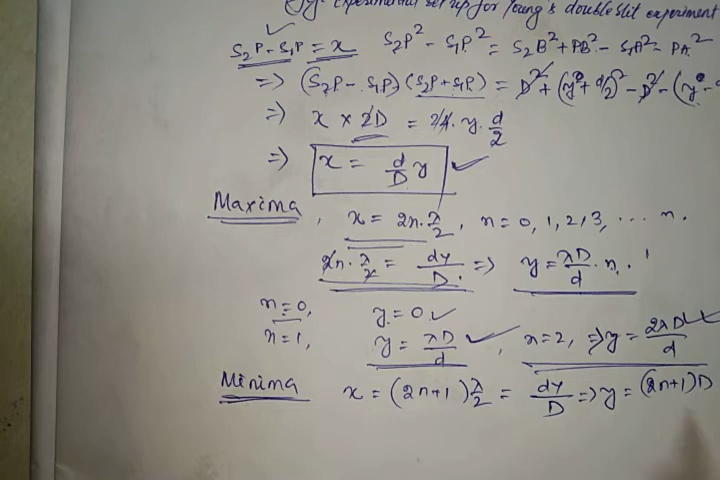 Experimental set up for Young's double slit experiment
S₂P - S₁P = x S₂P² - S₁P² = S₂B² + PB² - S₁A² - PA²
=> (S₂P - S₁P) (S₂P + S₁P) = D² + (y + d/2)² - D² - (y -
=> x × 2D = 2/4 · y · d/2
=> x = d/D y
Maxima, x = 2n · λ/2, n = 0, 1, 2, 3, ... n.
2n · λ/2 = dy/D. => y = λD/d · n.
n = 0, y = 0
n = 1, y = λD/d, n = 2, => y = 2λD/d
Minima x = (2n+1) λ/2 = dy/D => y = (2n+1)D